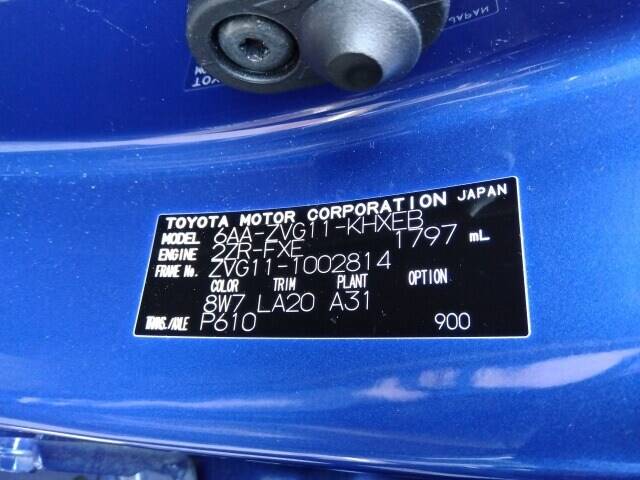 TOYOTA MOTOR CORPORATION JAPAN
MODEL 6AA-ZVG11-KHXEB
ENGINE 2ZR-FXE 1797 mL
FRAME No. ZVG11-1002814
COLOR TRIM PLANT OPTION
8W7 LA20 A31
TRANS./AXLE P610 900